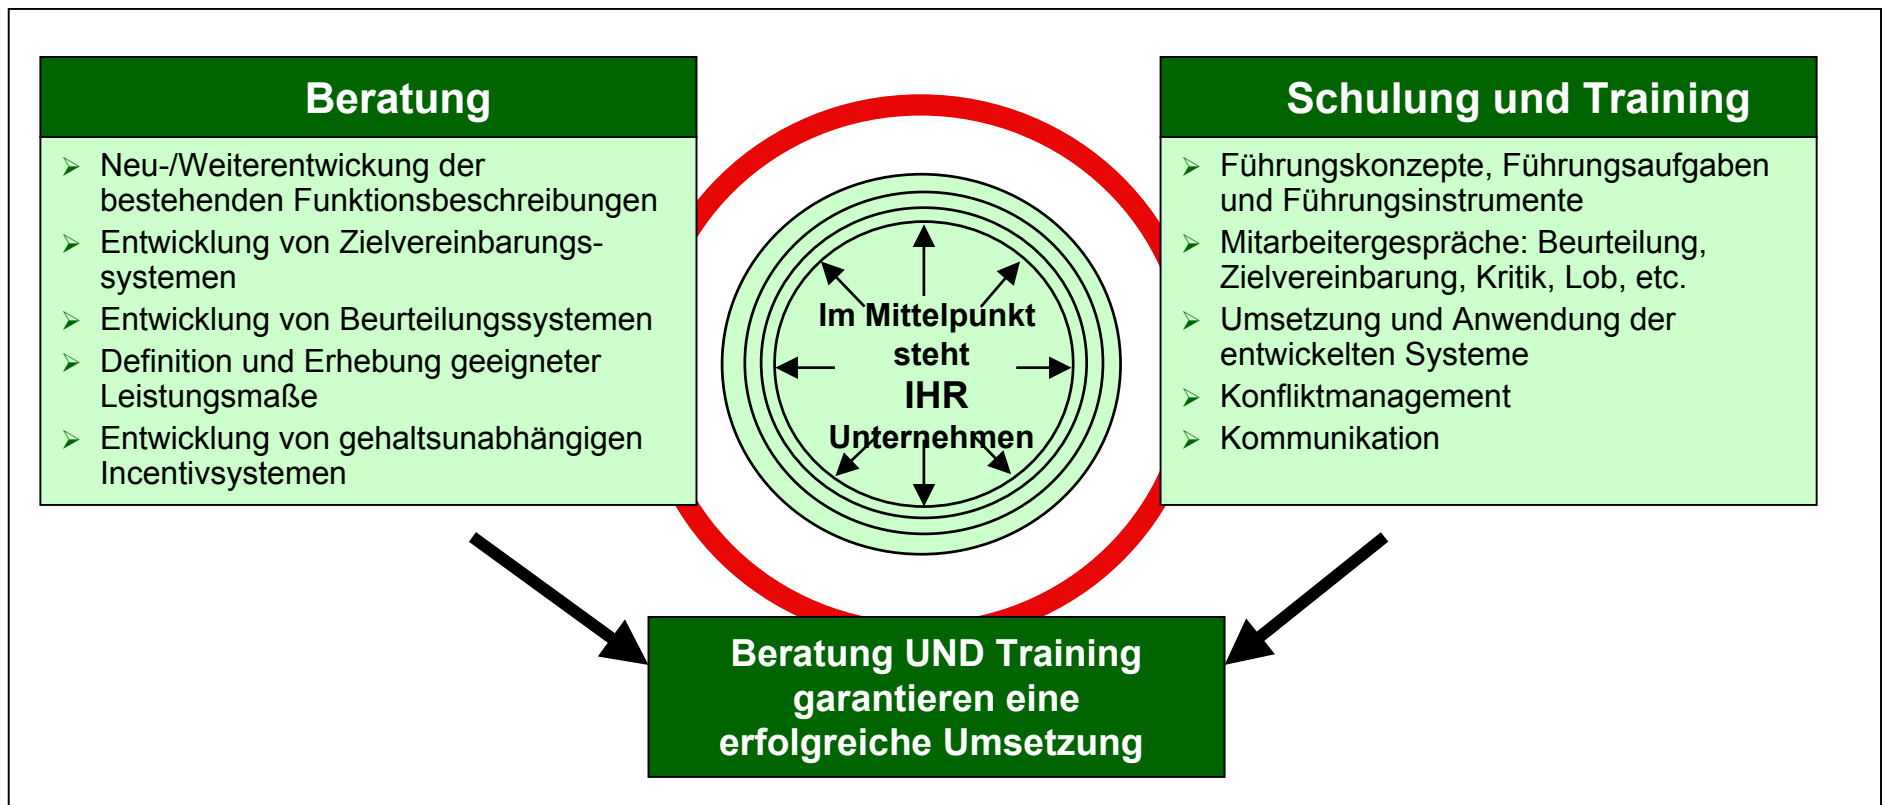 Beratung
Neu-/Weiterentwickung der
bestehenden Funktionsbeschreibungen
Entwicklung von Zielvereinbarungs-
systemen
Entwicklung von Beurteilungssystemen
Definition und Erhebung geeigneter
Leistungsmaße
Entwicklung von gehaltsunabhängigen
Incentivsystemen
Im Mittelpunkt
steht
IHR
Unternehmen
Schulung und Training
Führungskonzepte, Führungsaufgaben
und Führungsinstrumente
Mitarbeitergespräche: Beurteilung,
Zielvereinbarung, Kritik, Lob, etc.
Umsetzung und Anwendung der
entwickelten Systeme
Konfliktmanagement
Kommunikation
Beratung UND Training
garantieren eine
erfolgreiche Umsetzung